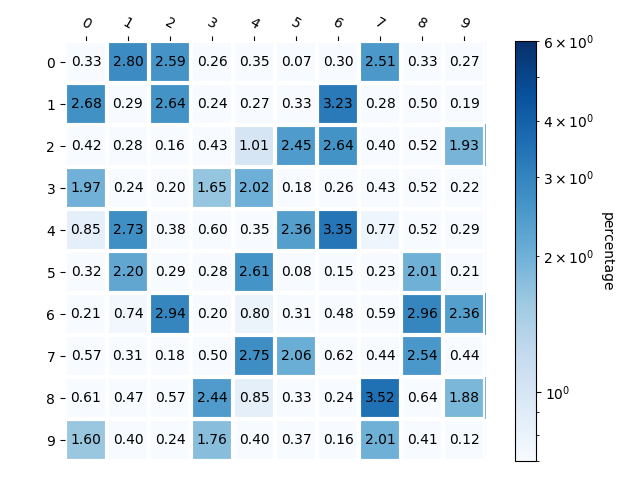 0 1 2 3 4 5 6 7 8 9
0 0.33 2.80 2.59 0.26 0.35 0.07 0.30 2.51 0.33 0.27
1 2.68 0.29 2.64 0.24 0.27 0.33 3.23 0.28 0.50 0.19
2 0.42 0.28 0.16 0.43 1.01 2.45 2.64 0.40 0.52 1.93
3 1.97 0.24 0.20 1.65 2.02 0.18 0.26 0.43 0.52 0.22
4 0.85 2.73 0.38 0.60 0.35 2.36 3.35 0.77 0.52 0.29
5 0.32 2.20 0.29 0.28 2.61 0.08 0.15 0.23 2.01 0.21
6 0.21 0.74 2.94 0.20 0.80 0.31 0.48 0.59 2.96 2.36
7 0.57 0.31 0.18 0.50 2.75 2.06 0.62 0.44 2.54 0.44
8 0.61 0.47 0.57 2.44 0.85 0.33 0.24 3.52 0.64 1.88
9 1.60 0.40 0.24 1.76 0.40 0.37 0.16 2.01 0.41 0.12
6 × 10⁰
4 × 10⁰
3 × 10⁰
2 × 10⁰
10⁰
percentage